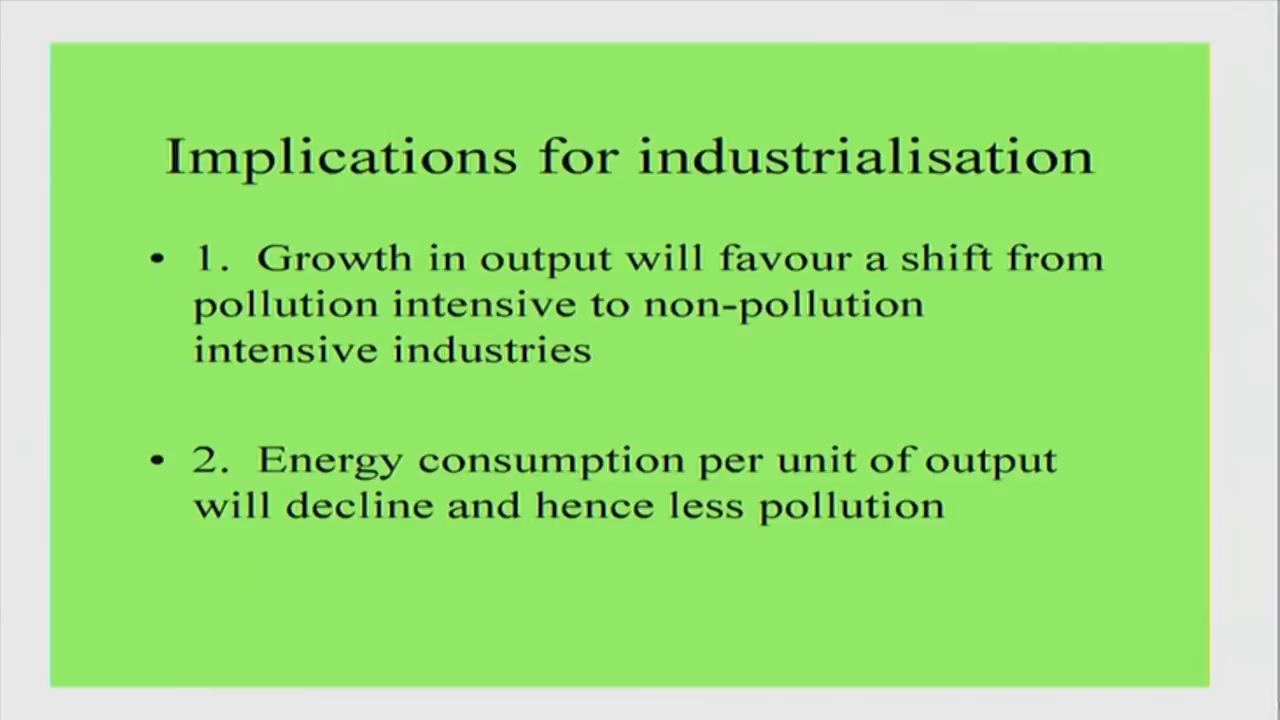 Implications for industrialisation
• 1. Growth in output will favour a shift from
pollution intensive to non-pollution
intensive industries
• 2. Energy consumption per unit of output
will decline and hence less pollution